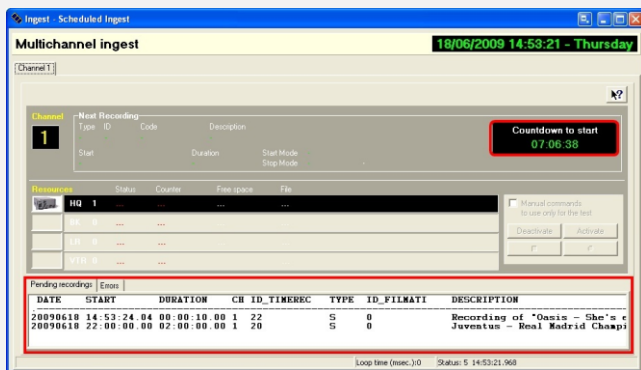 Ingest - Scheduled Ingest
Multichannel ingest
18/06/2009 14:53:21 - Thursday
Channel 1
Channel
1
Next Recording
Type ID Code Description
Start Duration Start Mode
Stop Mode
Countdown to start
07:06:38
Resources Status Counter Free space File
HQ 1 ... ... ... ...
... ...
LR 0 ... ...
VTR 0 ... ...
Manual commands
to use only for the test
Deactivate Activate
Pending recordings Errors
DATE START DURATION CH ID_TIMEREC TYPE ID_FILMATI DESCRIPTION
20090618 14:53:24.04 00:00:10.00 1 22 S 0 Recording of "Oasis - She's e
20090618 22:00:00.00 02:00:00.00 1 20 S 0 Juventus - Real Madrid Champi
Loop time (msec.):0 Status: 5 14:53:21.968